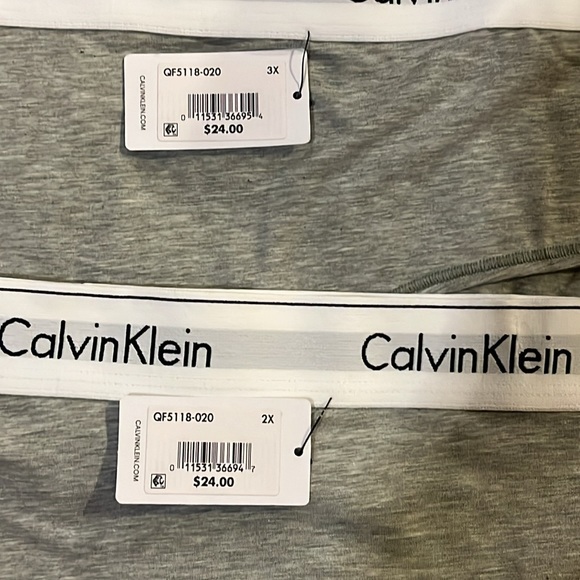 CalvinKlein
QF5118-020 3X
CALVINKLEIN.COM
0 11531 36695 4
$24.00
CalvinKlein CalvinKlein
QF5118-020 2X
CALVINKLEIN.COM
0 11531 36694 7
$24.00